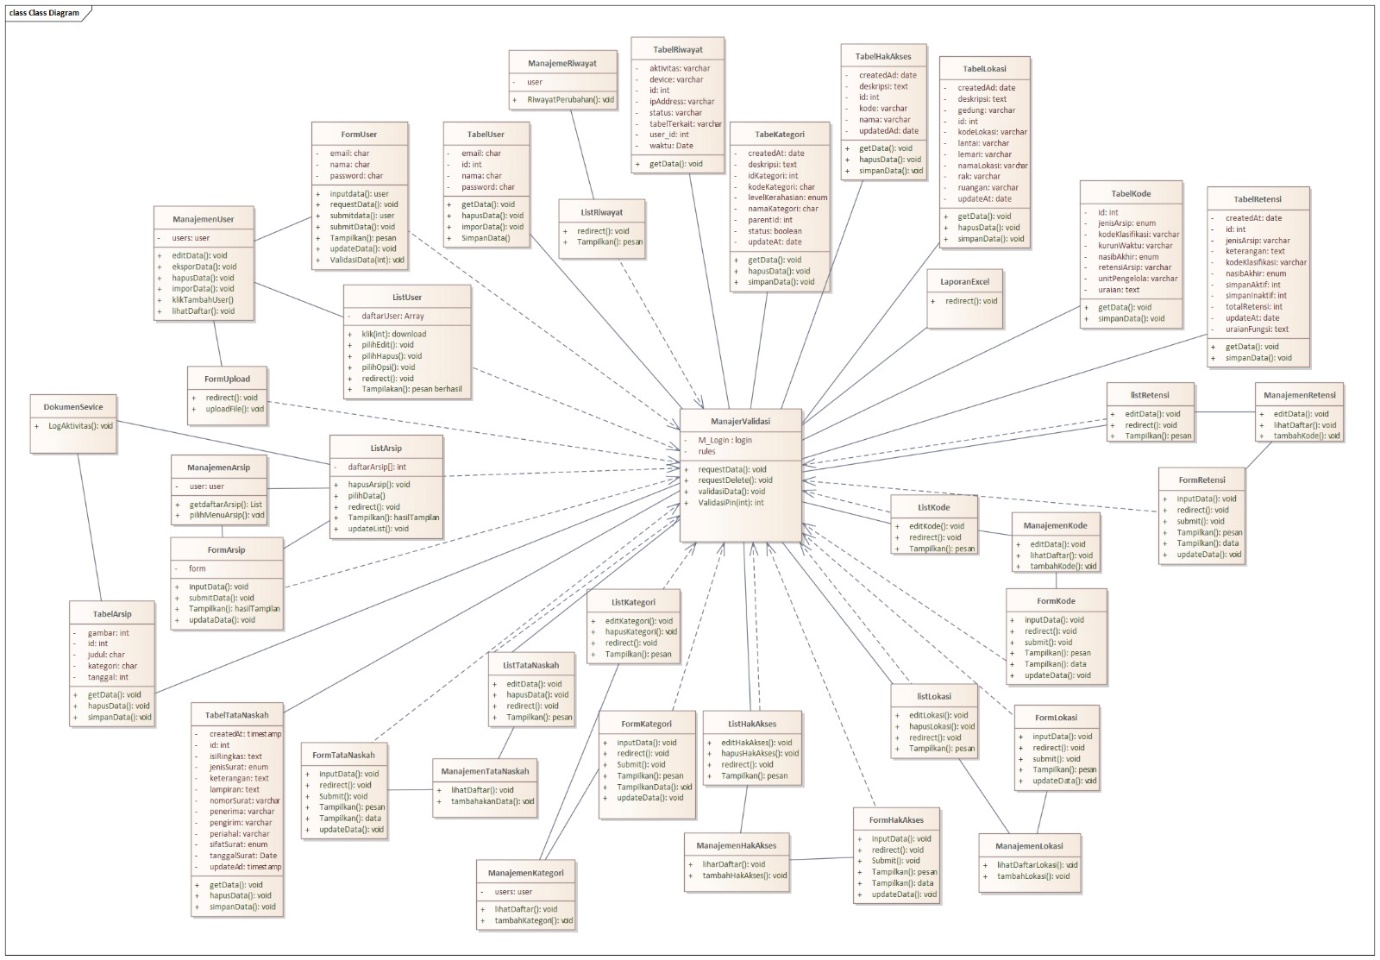 class Class Diagram
ManajemeRiwayat
- user
+ RiwayatPerubahan(): void
TabelRiwayat
- aktivitas: varchar
- device: varchar
- id: int
- ipAddress: varchar
- status: varchar
- tabelTerkait: varchar
- user_id: int
- waktu: Date
+ getData(): void
TabelHakAkses
- createdAd: date
- deskripsi: text
- id: int
- kode: varchar
- nama: varchar
- updatedAd: date
+ getData(): void
+ hapusData(): void
+ simpanData(): void
TabelLokasi
- createdAd: date
- deskripsi: text
- gedung: varchar
- id: int
- kodeLokasi: varchar
- lantai: varchar
- lemari: varchar
- namaLokasi: varchar
- rak: varchar
- ruangan: varchar
- updateAt: date
+ getData(): void
+ hapusData(): void
+ simpanData(): void
FormUser
- email: char
- nama: char
- password: char
+ inputdata(): user
+ requestData(): void
+ submitdata(): user
+ submitData(): void
+ Tampilkan(): pesan
+ updateData(): void
+ ValidasiData(int): void
TabelUser
- email: char
- id: int
- nama: char
- password: char
+ getData(): void
+ hapusData(): void
+ imporData(): void
+ SimpanData()
TabeKategori
- createdAt: date
- deskripsi: text
- idKategori: int
- kodeKategori: char
- levelKerahasian: enum
- namaKategori: char
- parentId: int
- status: boolean
- updateAt: date
+ getData(): void
+ hapusData(): void
+ simpanData(): void
TabelKode
- id: int
- jenisArsip: enum
- kodeKlasifikasi: varchar
- kurunWaktu: varchar
- nasibAkhir: enum
- retensiArsip: varchar
- unitPengelola: varchar
- uraian: text
+ getData(): void
+ simpanData(): void
TabelRetensi
- createdAt: date
- id: int
- jenisArsip: varchar
- keterangan: text
- kodeKlasifikasi: varchar
- nasibAkhir: enum
- simpanAktif: int
- simpanInaktif: int
- totalRetensi: int
- updateAt: date
- uraianFungsi: text
+ getData(): void
+ simpanData(): void
ManajemenUser
- users: user
+ editData(): void
+ eksporData(): void
+ hapusData(): void
+ imporData(): void
+ klikTambahUser()
+ lihatDaftar(): void
ListRiwayat
+ redirect(): void
+ Tampilkan(): pesan
LaporanExcel
+ redirect(): void
ListUser
- daftarUser: Array
+ klik(int): download
+ pilihEdit(): void
+ pilihHapus(): void
+ pilihOpsi(): void
+ redirect(): void
+ Tampilakan(): pesan berhasil
FormUpload
+ redirect(): void
+ uploadFile(): void
DokumenSevice
+ LogAktivitas(): void
ManajerValidasi
- M_Login : login
- rules
+ requestData(): void
+ requestDelete(): void
+ validasiData(): void
+ ValidasiPin(int): int
listRetensi
+ editData(): void
+ redirect(): void
+ Tampilkan(): pesan
ManajemenRetensi
+ editData(): void
+ lihatDaftar(): void
+ tambahKode(): void
ListArsip
- daftarArsip(): int
+ hapusArsip(): void
+ pilihData()
+ redirect(): void
+ Tampilkan(): hasilTampilan
+ updateList(): void
ManajemenArsip
- user: user
+ getdaftarArsip(): List
+ pilihMenuArsip(): void
FormRetensi
+ inputData(): void
+ redirect(): void
+ submit(): void
+ Tampilkan(): pesan
+ Tampilkan(): data
+ updateData(): void
ListKode
+ editKode(): void
+ redirect(): void
+ Tampilkan(): pesan
ManajemenKode
+ editData(): void
+ lihatDaftar(): void
+ tambahKode(): void
FormArsip
- form
+ inputData(): void
+ submitData(): void
+ Tampilkan(): hasilTampilan
+ updataData(): void
TabelArsip
- gambar: int
- id: int
- judul: char
- kategori: char
- tanggal: int
+ getData(): void
+ hapusData(): void
+ simpanData(): void
ListKategori
+ editKategori(): void
+ hapusKategori(): void
+ redirect(): void
+ Tampilkan(): pesan
FormKode
+ inputData(): void
+ redirect(): void
+ submit(): void
+ Tampilkan(): pesan
+ Tampilkan(): data
+ updateData(): void
ListTataNaskah
+ editData(): void
+ hapusData(): void
+ redirect(): void
+ Tampilkan(): pesan
TabelTataNaskah
- createdAt: timestamp
- id: int
- isiRingkas: text
- jenisSurat: enum
- keterangan: text
- lampiran: text
- nomorSurat: varchar
- penerima: varchar
- pengirim: varchar
- periahal: varchar
- sifatSurat: enum
- tanggalSurat: Date
- updateAd: timestamp
+ getData(): void
+ hapusData(): void
+ simpanData(): void
FormTataNaskah
+ inputData(): void
+ redirect(): void
+ Submit(): void
+ Tampilkan(): pesan
+ Tampilkan(): data
+ updateData(): void
ManajemenTataNaskah
+ lihatDaftar(): void
+ tambahakanData(): void
FormKategori
+ inputData(): void
+ redirect(): void
+ Submit(): void
+ Tampilkan(): pesan
+ TampilkanData(): void
+ updateData(): void
ListHakAkses
+ editHakAkses(): void
+ hapusHakAkses(): void
+ redirect(): void
+ Tampilkan(): pesan
listLokasi
+ editLokasi(): void
+ hapusLokasi(): void
+ redirect(): void
+ Tampilkan(): pesan
FormLokasi
+ inputData(): void
+ redirect(): void
+ submit(): void
+ Tampilkan(): pesan
+ updateData(): void
ManajemenKategori
- users: user
+ lihatDaftar(): void
+ tambahKategori(): void
ManajemenHakAkses
+ liharDaftar(): void
+ tambahHakAkses(): void
FormHakAkses
+ inputData(): void
+ redirect(): void
+ Submit(): void
+ Tampilkan(): pesan
+ Tampilkan(): data
+ updateData(): void
ManajemenLokasi
+ lihatDaftarLokasi(): void
+ tambahLokasi(): void